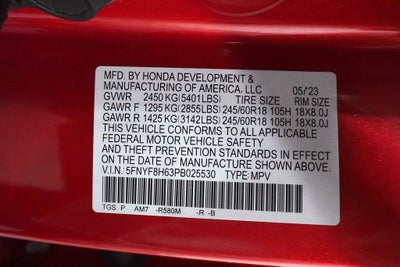 MFD. BY HONDA DEVELOPMENT &
MANUFACTURING OF AMERICA, LLC 05/'23
GVWR 2450 KG(5401LBS) TIRE SIZE RIM SIZE
GAWR F 1295 KG(2855LBS) 245/60R18 105H 18X8.0J
GAWR R 1425 KG(3142LBS) 245/60R18 105H 18X8.0J
THIS VEHICLE CONFORMS TO ALL APPLICABLE
FEDERAL MOTOR VEHICLE SAFETY
AND THEFT PREVENTION STANDARDS IN EFFECT
ON THE DATE OF MANUFACTURE SHOWN ABOVE.
V.I.N.: 5FNYF8H63PB025530 TYPE: MPV
TGS P AM7 -R580M -R -B